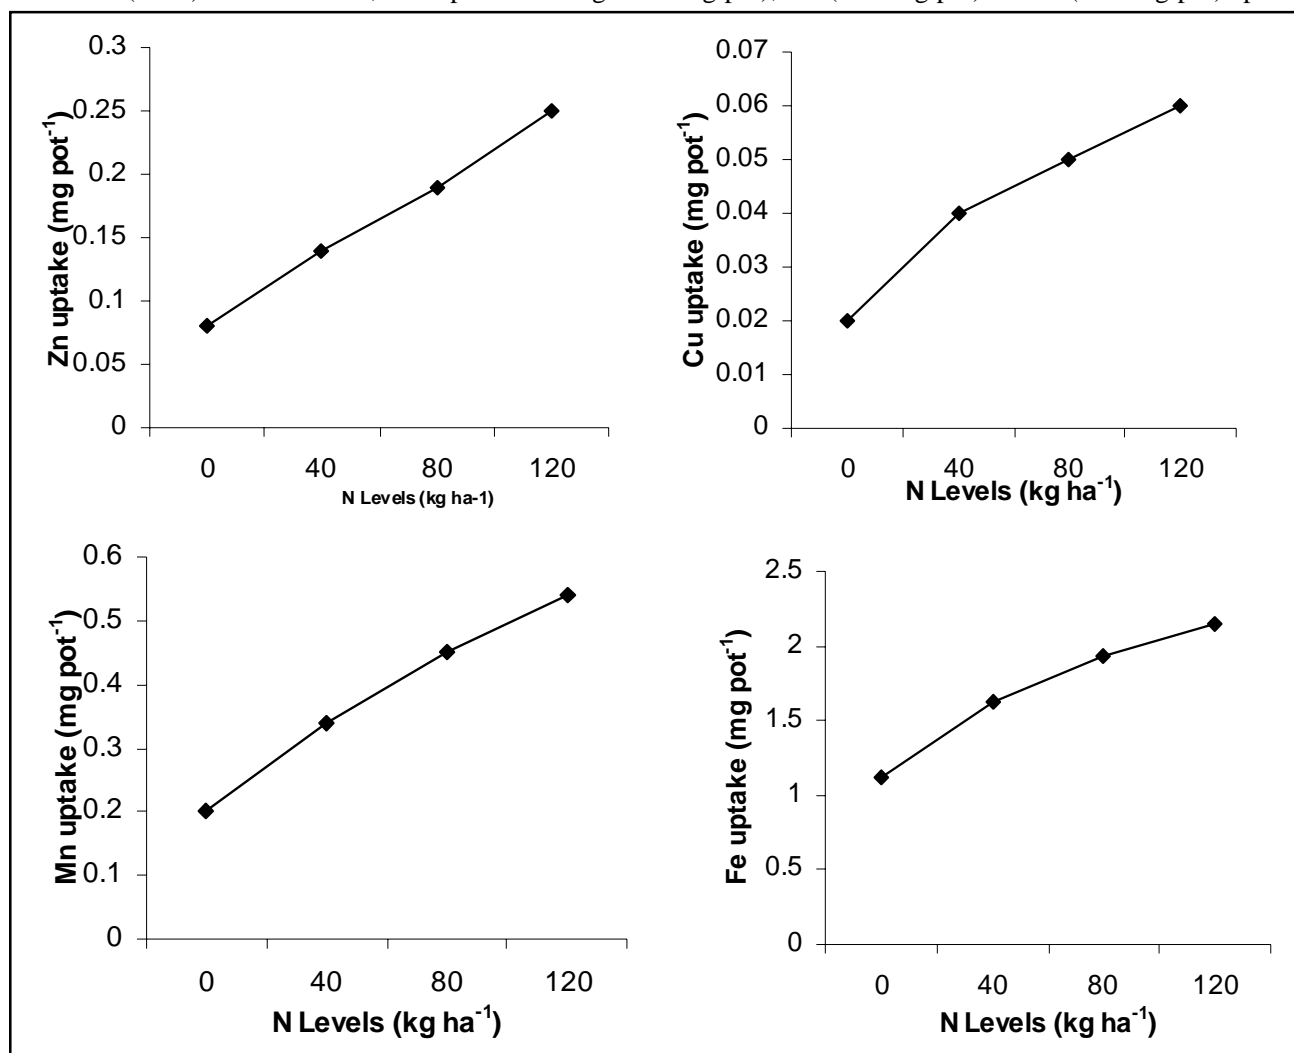 0.3
0.25
0.2
0.15
0.1
0.05
0
Zn uptake (mg pot-1)
0 40 80 120
N Levels (kg ha-1)
0.07
0.06
0.05
0.04
0.03
0.02
0.01
0
Cu uptake (mg pot-1)
0 40 80 120
N Levels (kg ha-1)
0.6
0.5
0.4
0.3
0.2
0.1
0
Mn uptake (mg pot-1)
0 40 80 120
N Levels (kg ha-1)
2.5
2
1.5
1
0.5
0
Fe uptake (mg pot-1)
0 40 80 120
N Levels (kg ha-1)